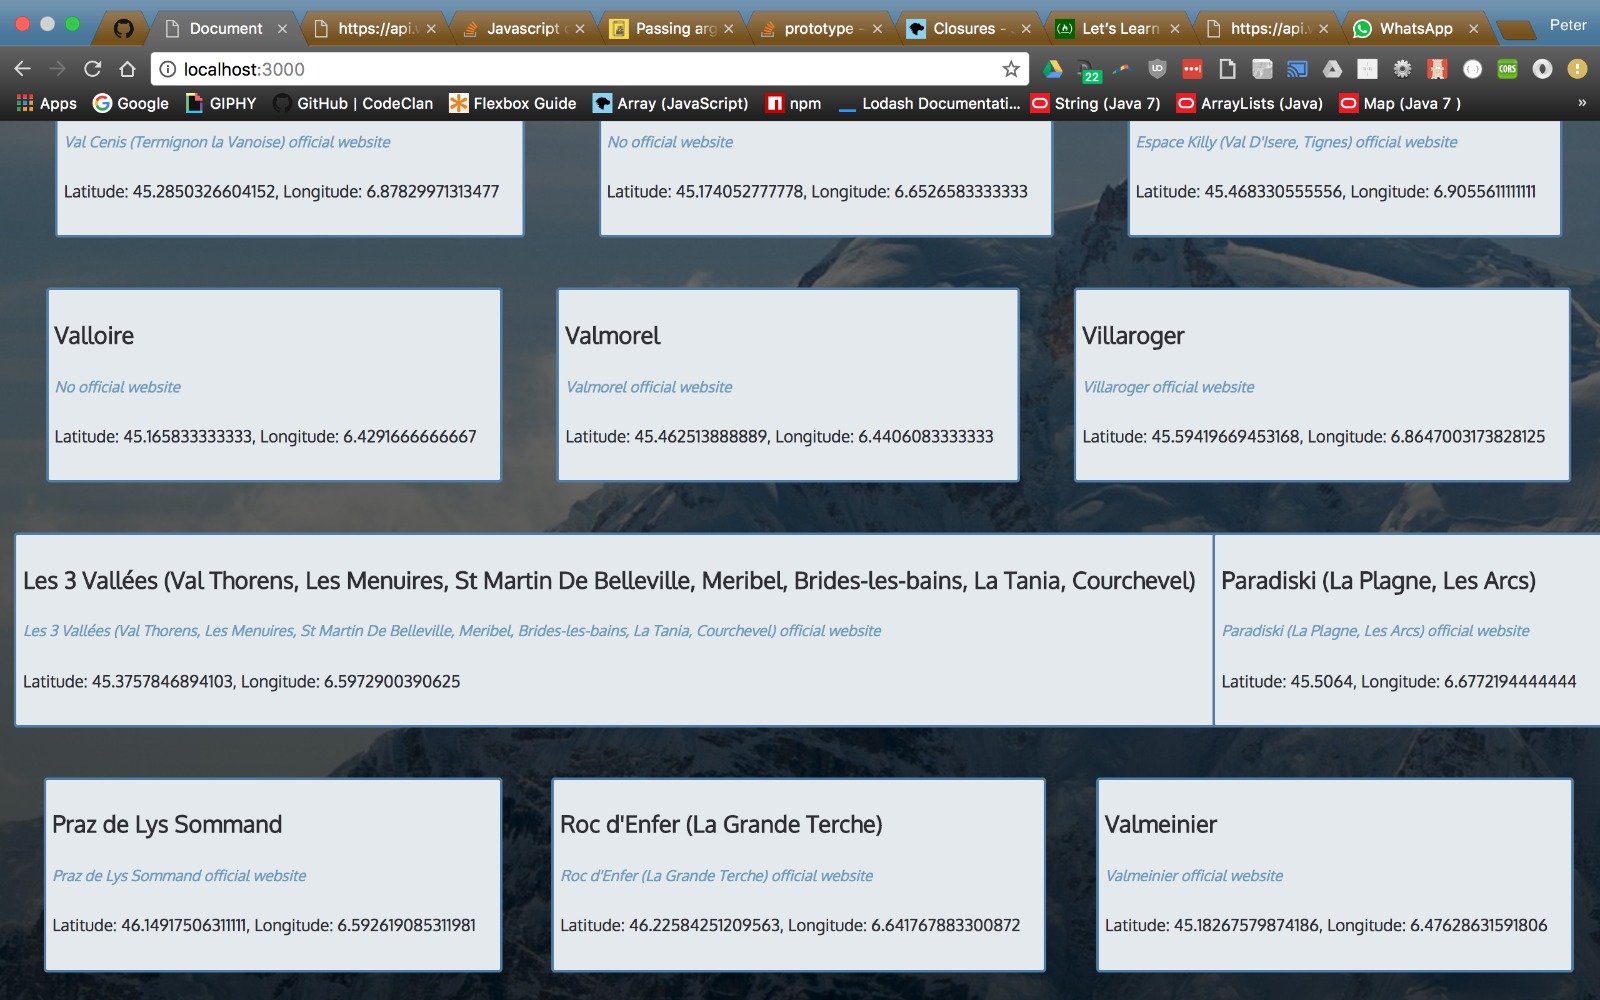 Document
https://api.
Javascript
Passing arg
prototype -
Closures -
Let's Learn
https://api.
WhatsApp
Peter
localhost:3000
22
CORS
Apps
Google
GIPHY
GitHub | CodeClan
Flexbox Guide
Array (JavaScript)
npm
Lodash Documentati...
String (Java 7)
ArrayLists (Java)
Map (Java 7 )
»
Val Cenis (Termignon la Vanoise) official website
Latitude: 45.2850326604152, Longitude: 6.87829971313477
No official website
Latitude: 45.174052777778, Longitude: 6.6526583333333
Espace Killy (Val D'Isere, Tignes) official website
Latitude: 45.468330555556, Longitude: 6.9055611111111
Valloire
No official website
Latitude: 45.165833333333, Longitude: 6.4291666666667
Valmorel
Valmorel official website
Latitude: 45.462513888889, Longitude: 6.4406083333333
Villaroger
Villaroger official website
Latitude: 45.59419669453168, Longitude: 6.8647003173828125
Les 3 Vallées (Val Thorens, Les Menuires, St Martin De Belleville, Meribel, Brides-les-bains, La Tania, Courchevel)
Les 3 Vallées (Val Thorens, Les Menuires, St Martin De Belleville, Meribel, Brides-les-bains, La Tania, Courchevel) official website
Latitude: 45.3757846894103, Longitude: 6.5972900390625
Paradiski (La Plagne, Les Arcs)
Paradiski (La Plagne, Les Arcs) official website
Latitude: 45.5064, Longitude: 6.6772194444444
Praz de Lys Sommand
Praz de Lys Sommand official website
Latitude: 46.14917506311111, Longitude: 6.592619085311981
Roc d'Enfer (La Grande Terche)
Roc d'Enfer (La Grande Terche) official website
Latitude: 46.22584251209563, Longitude: 6.641767883300872
Valmeinier
Valmeinier official website
Latitude: 45.18267579874186, Longitude: 6.47628631591806